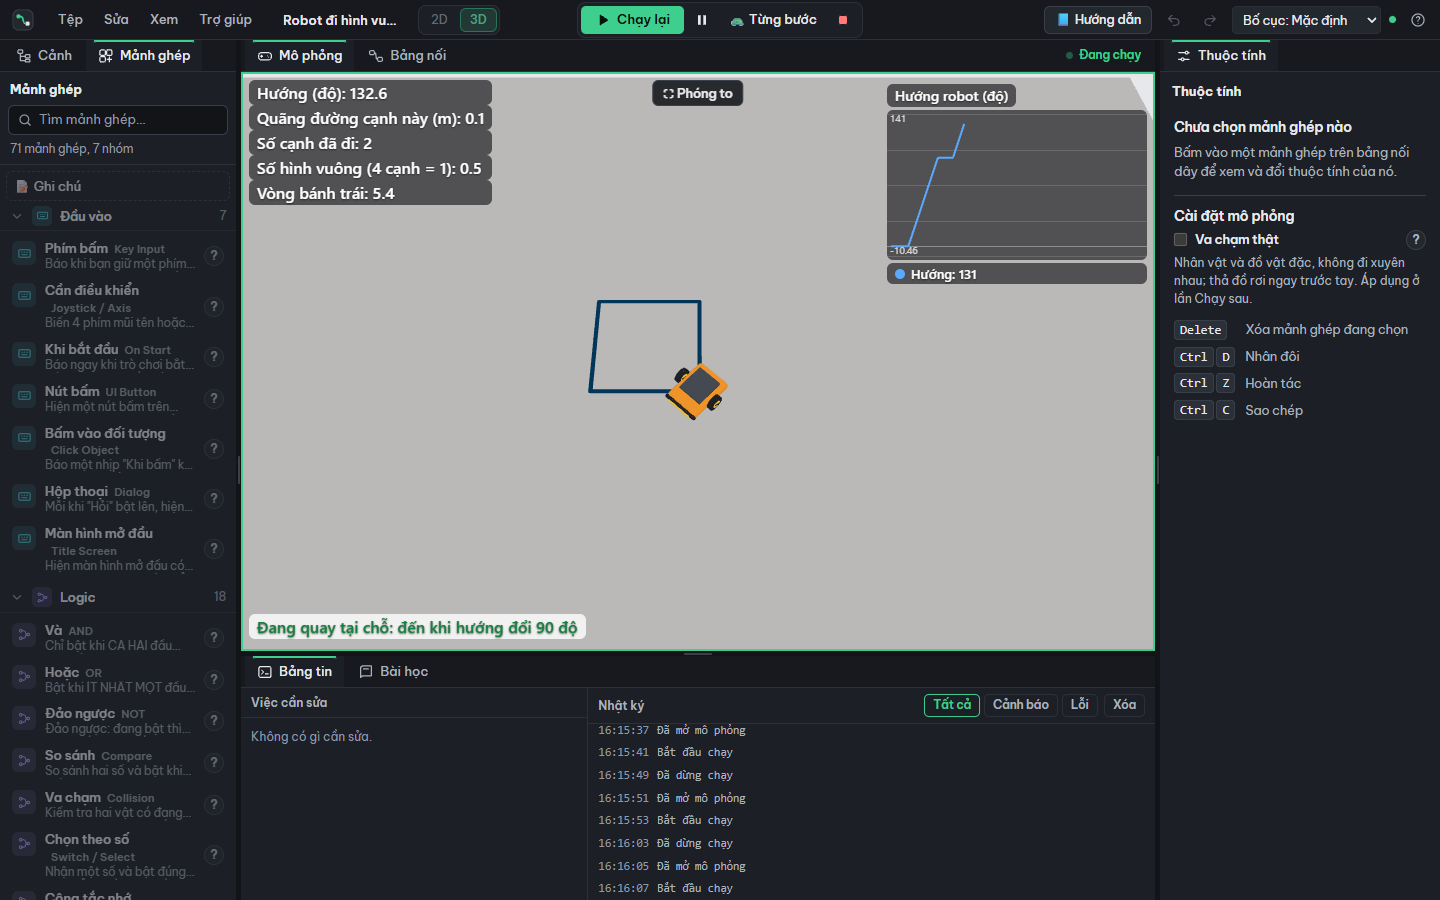 Tệp Sửa Xem Trợ giúp Robot đi hình vu... 2D 3D Chạy lại Từng bước Hướng dẫn Bố cục: Mặc định
Cảnh Mảnh ghép
Mảnh ghép
Tìm mảnh ghép...
71 mảnh ghép, 7 nhóm
Ghi chú
Đầu vào 7
Phím bấm Key Input ?
Báo khi bạn giữ một phím...
Cần điều khiển
Joystick / Axis ?
Biến 4 phím mũi tên hoặc...
Khi bắt đầu On Start ?
Báo ngay khi trò chơi bắt...
Nút bấm UI Button ?
Hiện một nút bấm trên...
Bấm vào đối tượng
Click Object ?
Báo một nhịp "Khi bấm" k...
Hộp thoại Dialog ?
Mỗi khi "Hỏi" bật lên, hiện...
Màn hình mở đầu
Title Screen ?
Hiện màn hình mở đầu có...
Logic 18
Và AND ?
Chỉ bật khi CẢ HAI đầu...
Hoặc OR ?
Bật khi ÍT NHẤT MỘT đầu...
Đảo ngược NOT ?
Đảo ngược: đang bật thì...
So sánh Compare ?
So sánh hai số và bật khi...
Va chạm Collision ?
Kiểm tra hai vật có đang...
Chọn theo số
Switch / Select ?
Nhận một số và bật đúng...
Công tắc nhớ
Mô phỏng Bảng nối Đang chạy
Hướng (độ): 132.6
Quãng đường cạnh này (m): 0.1
Số cạnh đã đi: 2
Số hình vuông (4 cạnh = 1): 0.5
Vòng bánh trái: 5.4
Phóng to
Hướng robot (độ)
141
-10.46
Hướng: 131
Đang quay tại chỗ: đến khi hướng đổi 90 độ
Bảng tin Bài học
Việc cần sửa
Không có gì cần sửa.
Nhật ký Tất cả Cảnh báo Lỗi Xóa
16:15:37 Đã mở mô phỏng
16:15:41 Bắt đầu chạy
16:15:49 Đã dừng chạy
16:15:51 Đã mở mô phỏng
16:15:53 Bắt đầu chạy
16:16:03 Đã dừng chạy
16:16:05 Đã mở mô phỏng
16:16:07 Bắt đầu chạy
Thuộc tính
Thuộc tính
Chưa chọn mảnh ghép nào
Bấm vào một mảnh ghép trên bảng nối
dây để xem và đổi thuộc tính của nó.
Cài đặt mô phỏng
Va chạm thật ?
Nhân vật và đồ vật đặc, không đi xuyên
nhau; thả đồ rơi ngay trước tay. Áp dụng ở
lần Chạy sau.
Delete Xóa mảnh ghép đang chọn
Ctrl D Nhân đôi
Ctrl Z Hoàn tác
Ctrl C Sao chép